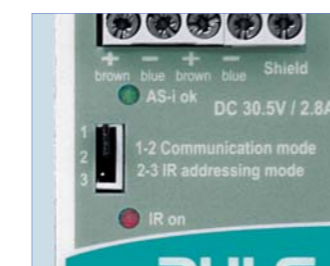 + − + −
brown blue brown blue Shield
AS-i ok
DC 30.5V / 2.8A
1
1-2 Communication mode
2
2-3 IR addressing mode
3
IR on
PULS